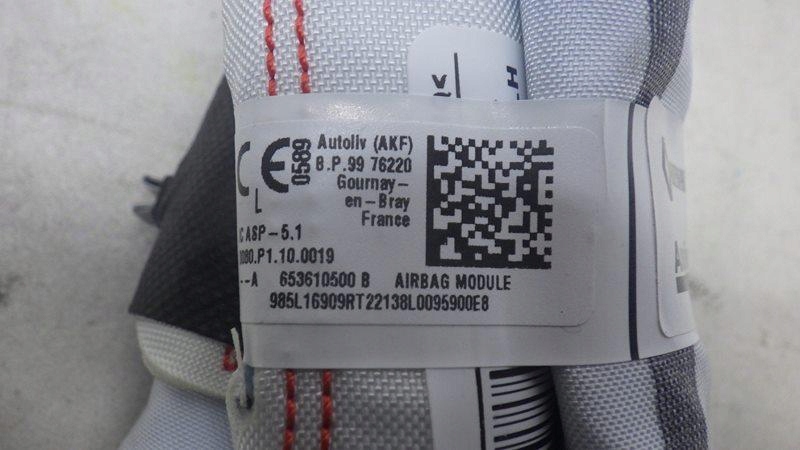 CE
0589
L
Autoliv (AKF)
B.P.99 76220
Gournay-
en-Bray
France
C ASP-5.1
0080.P1.10.0019
--A 653610500 B AIRBAG MODULE
985L16909RT22138L0095900E8